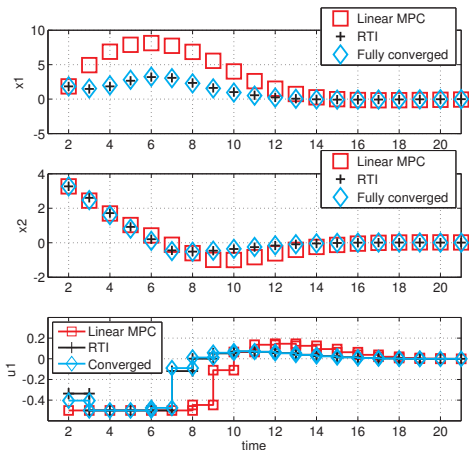 Linear MPC
RTI
Fully converged
10
5
0
-5
x1
2 4 6 8 10 12 14 16 18 20
Linear MPC
RTI
Fully converged
4
2
0
-2
x2
2 4 6 8 10 12 14 16 18 20
Linear MPC
RTI
Converged
0.2
0
-0.2
-0.4
u1
2 4 6 8 10 12 14 16 18 20
time